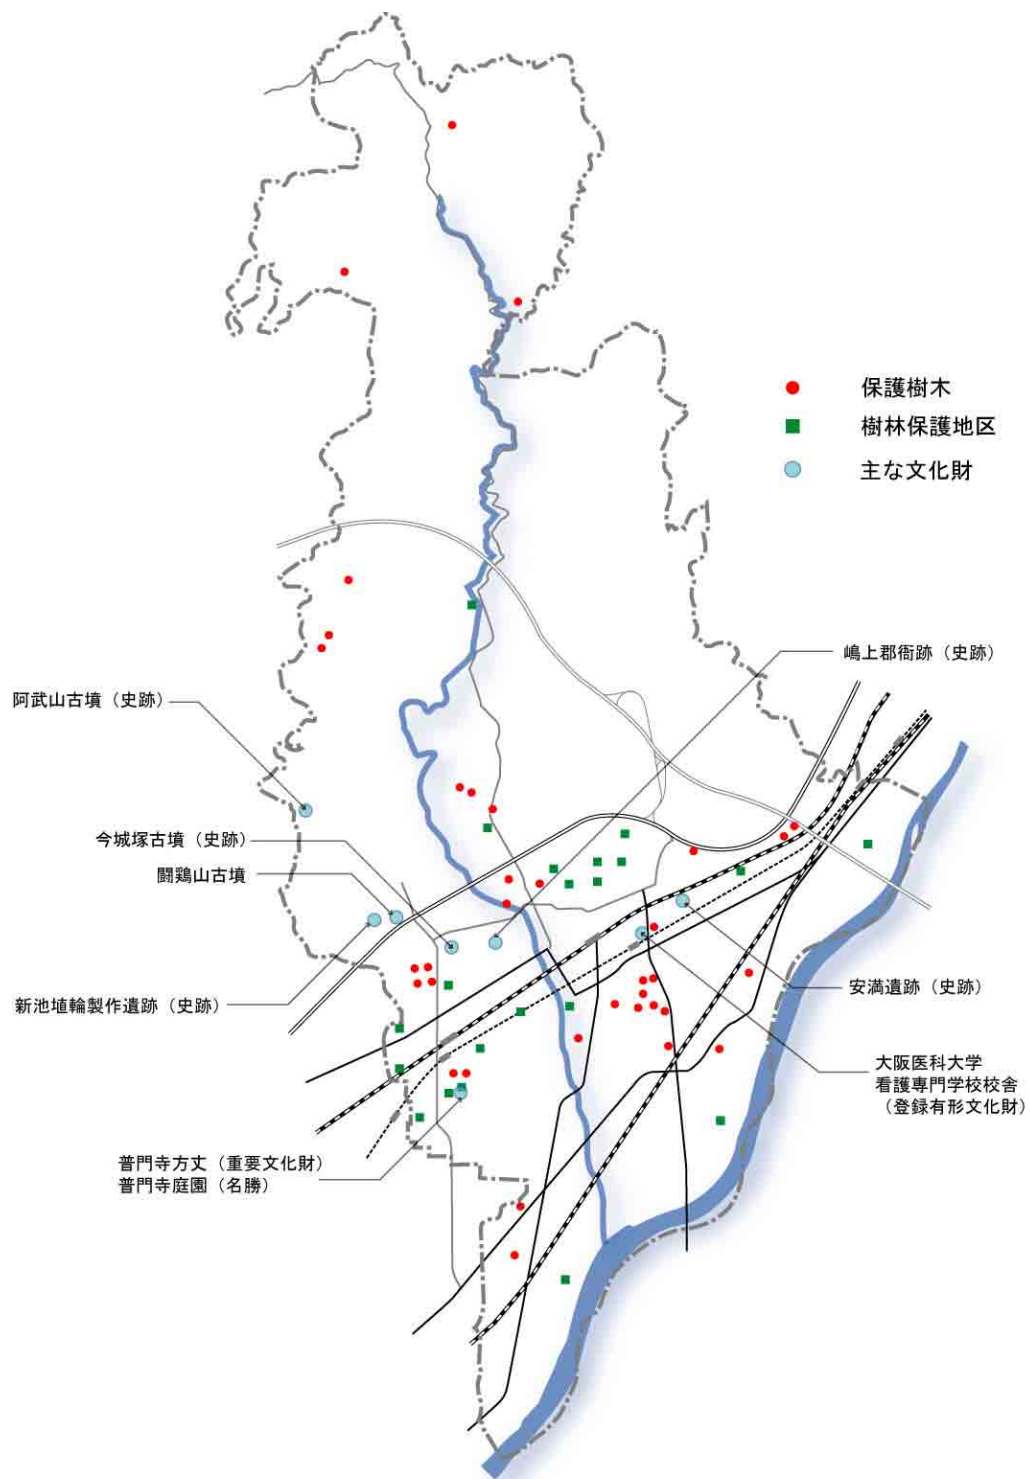 保護樹木
樹林保護地区
主な文化財
嶋上郡衙跡（史跡）
阿武山古墳（史跡）
今城塚古墳（史跡）
闘鶏山古墳
新池埴輪製作遺跡（史跡）
安満遺跡（史跡）
大阪医科大学
看護専門学校校舎
（登録有形文化財）
普門寺方丈（重要文化財）
普門寺庭園（名勝）